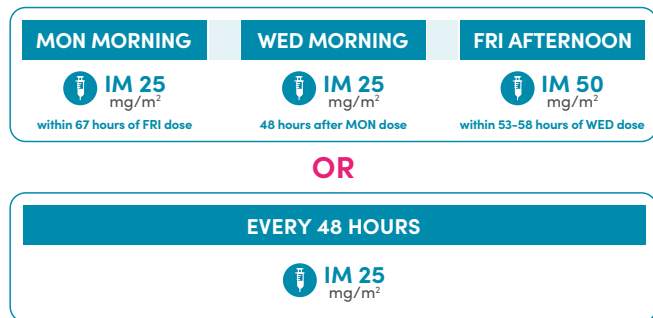 MON MORNING WED MORNING FRI AFTERNOON
IM 25 IM 25 IM 50
mg/m² mg/m² mg/m²
within 67 hours of FRI dose 48 hours after MON dose within 53-58 hours of WED dose
OR
EVERY 48 HOURS
IM 25
mg/m²